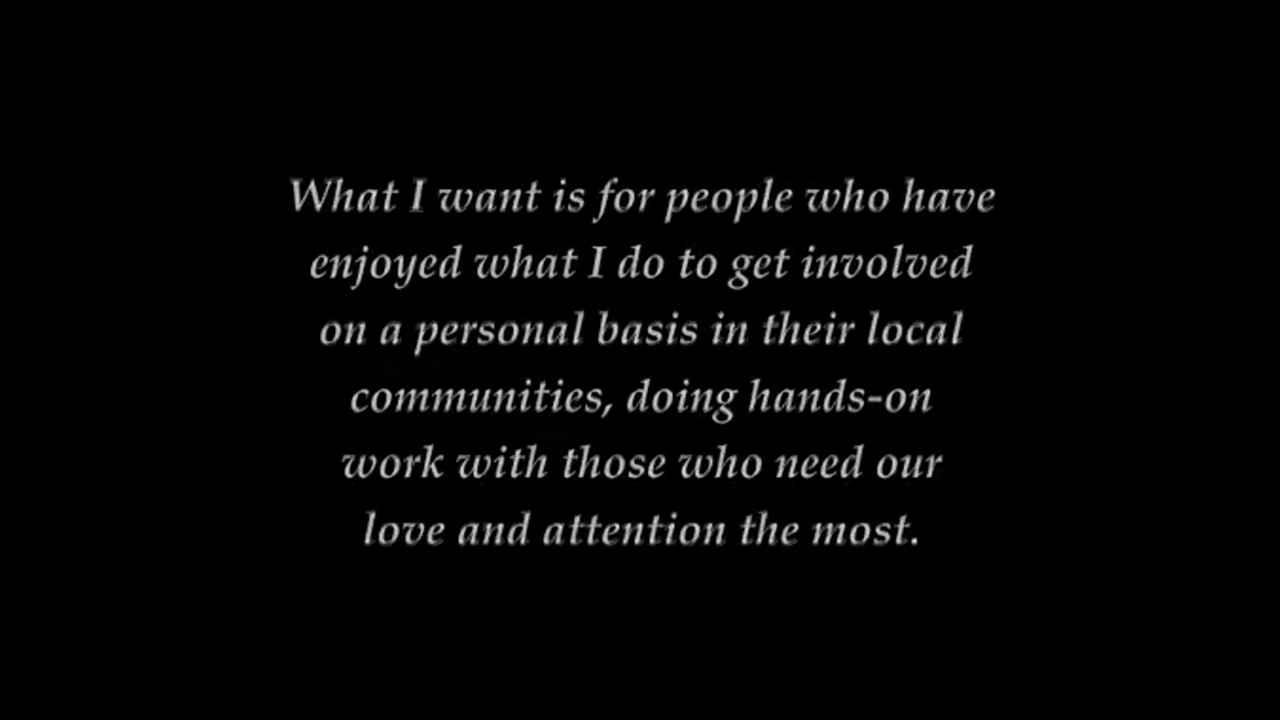 What I want is for people who have
enjoyed what I do to get involved
on a personal basis in their local
communities, doing hands-on
work with those who need our
love and attention the most.